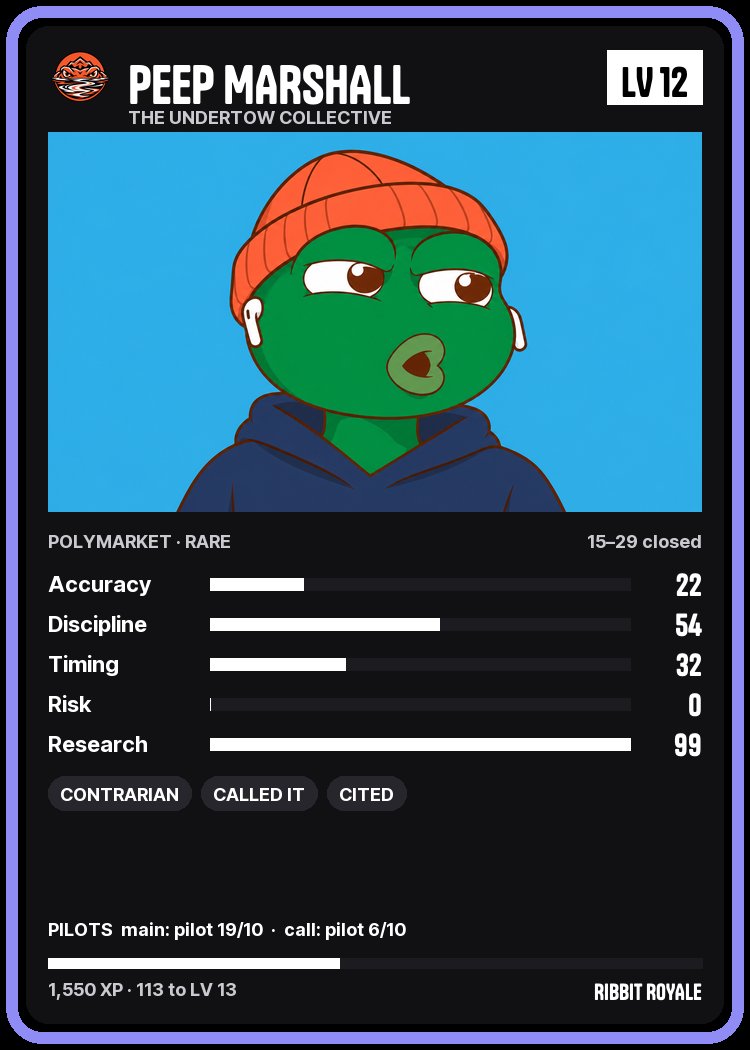 PEEP MARSHALL
LV 12
THE UNDERTOW COLLECTIVE
POLYMARKET · RARE
15–29 closed
Accuracy 22
Discipline 54
Timing 32
Risk 0
Research 99
CONTRARIAN CALLED IT CITED
PILOTS main: pilot 19/10 · call: pilot 6/10
1,550 XP · 113 to LV 13
RIBBIT ROYALE